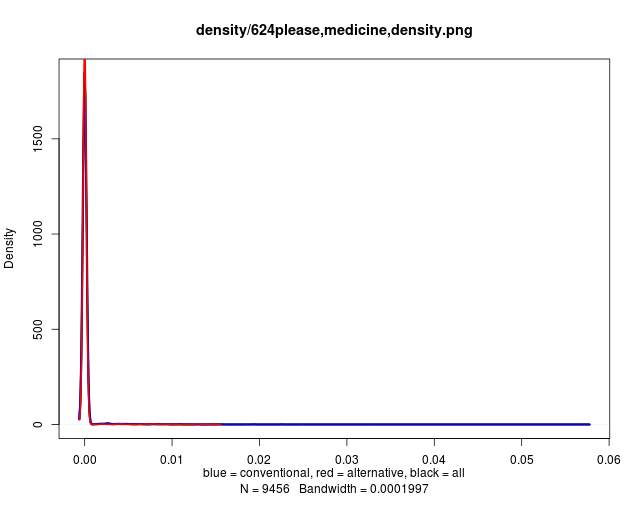 density/624please,medicine,density.png
Density
1500
1000
500
0
0.00 0.01 0.02 0.03 0.04 0.05 0.06
blue = conventional, red = alternative, black = all
N = 9456 Bandwidth = 0.0001997